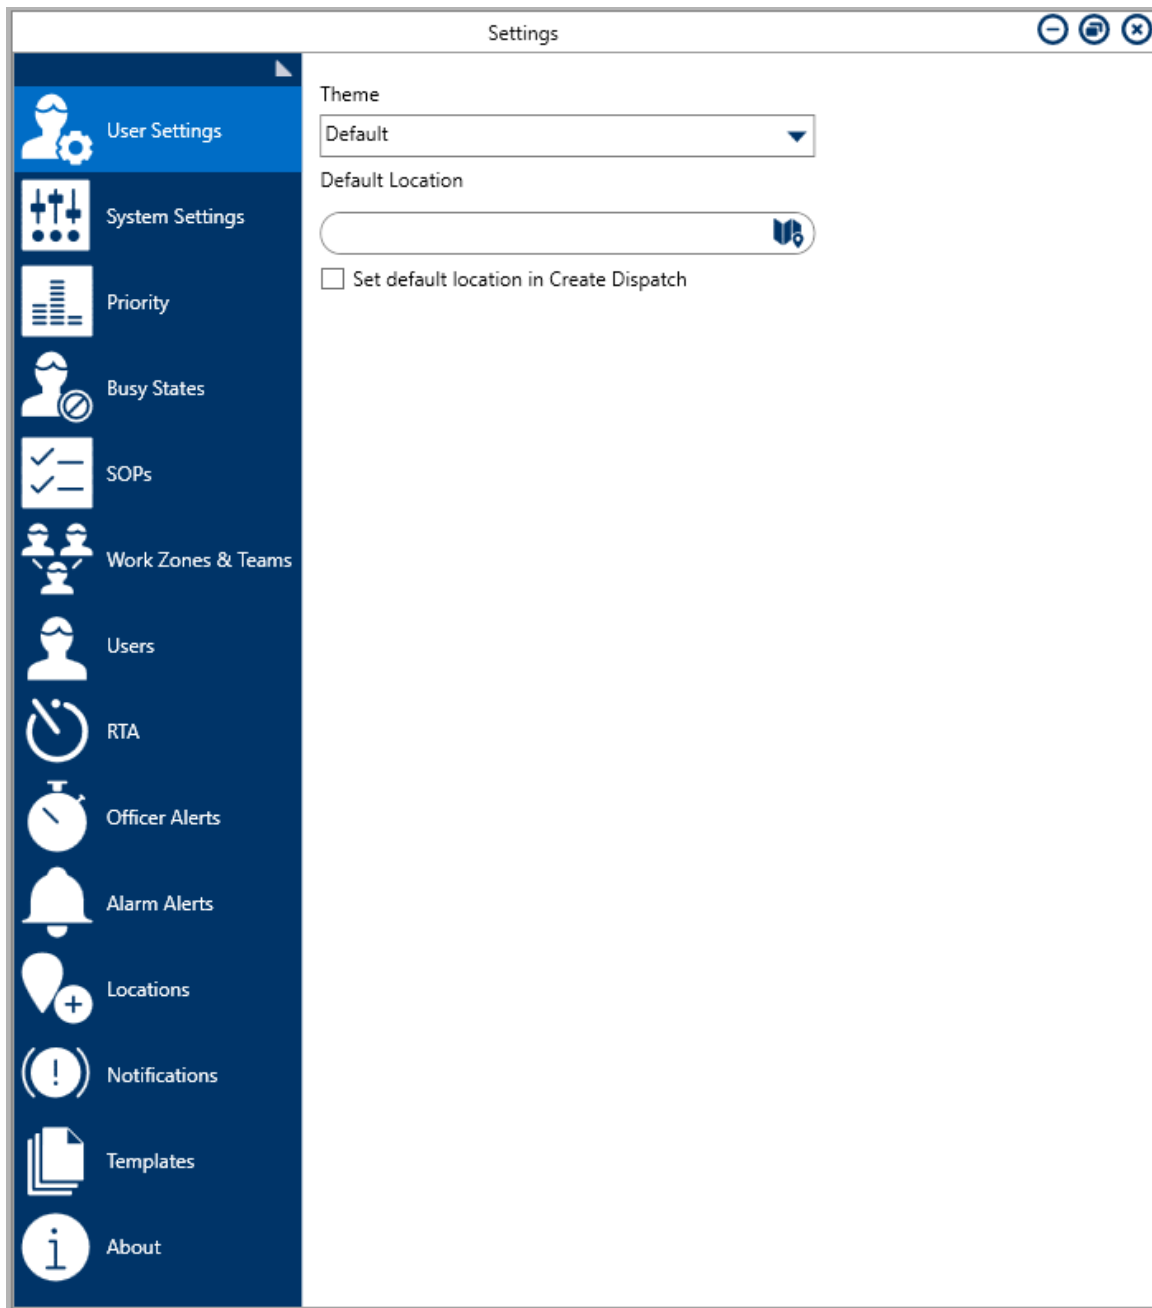 Settings
User Settings
System Settings
Priority
Busy States
SOPs
Work Zones & Teams
Users
RTA
Officer Alerts
Alarm Alerts
Locations
Notifications
Templates
About
Theme
Default
Default Location
Set default location in Create Dispatch